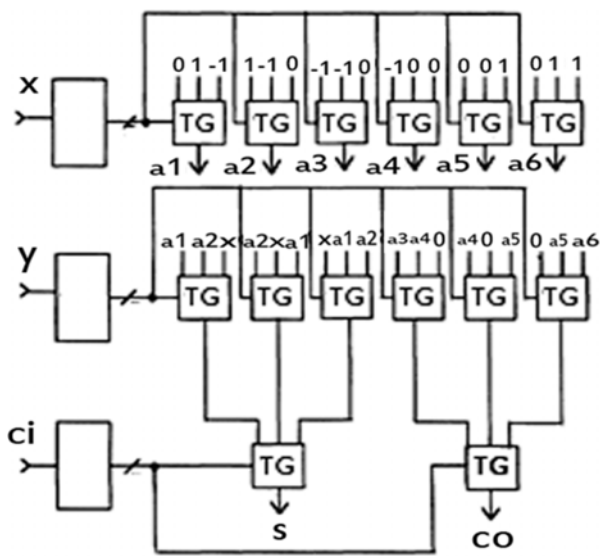 0 1 -1 1 -1 0 -1 -1 0 -1 0 0 0 0 1 0 1 1
x
TG TG TG TG TG TG
a1 a2 a3 a4 a5 a6
a1 a2 x a2 x a1 x a1 a2 a3 a4 0 a4 0 a5 0 a5 a6
y
TG TG TG TG TG TG
ci
TG TG
S CO